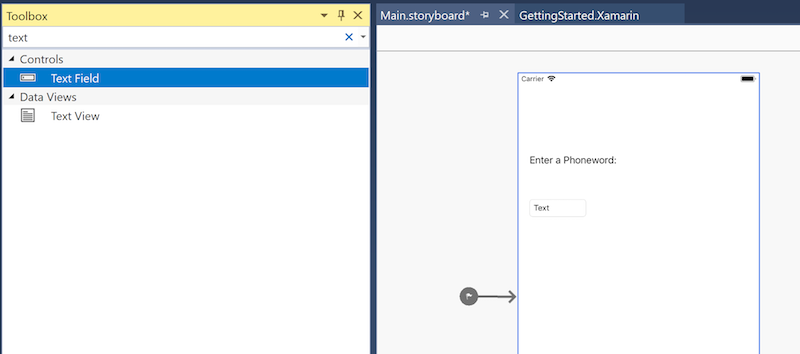 Toolbox
text
Controls
Text Field
Data Views
Text View
Main.storyboard*
GettingStarted.Xamarin
Carrier
Enter a Phoneword:
Text